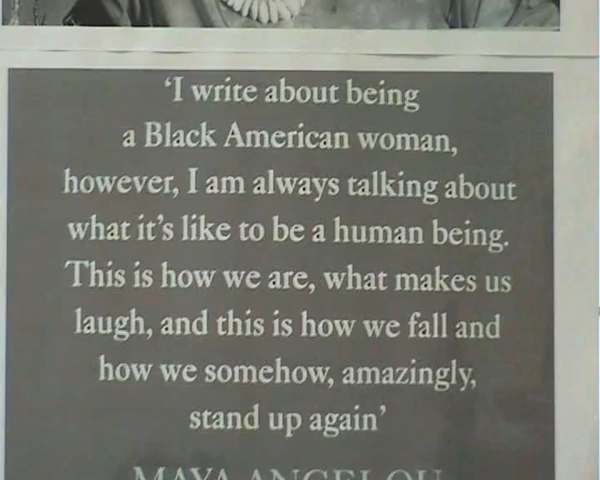 ‘I write about being
a Black American woman,
however, I am always talking about
what it’s like to be a human being.
This is how we are, what makes us
laugh, and this is how we fall and
how we somehow, amazingly,
stand up again’
MAYA ANGELOU